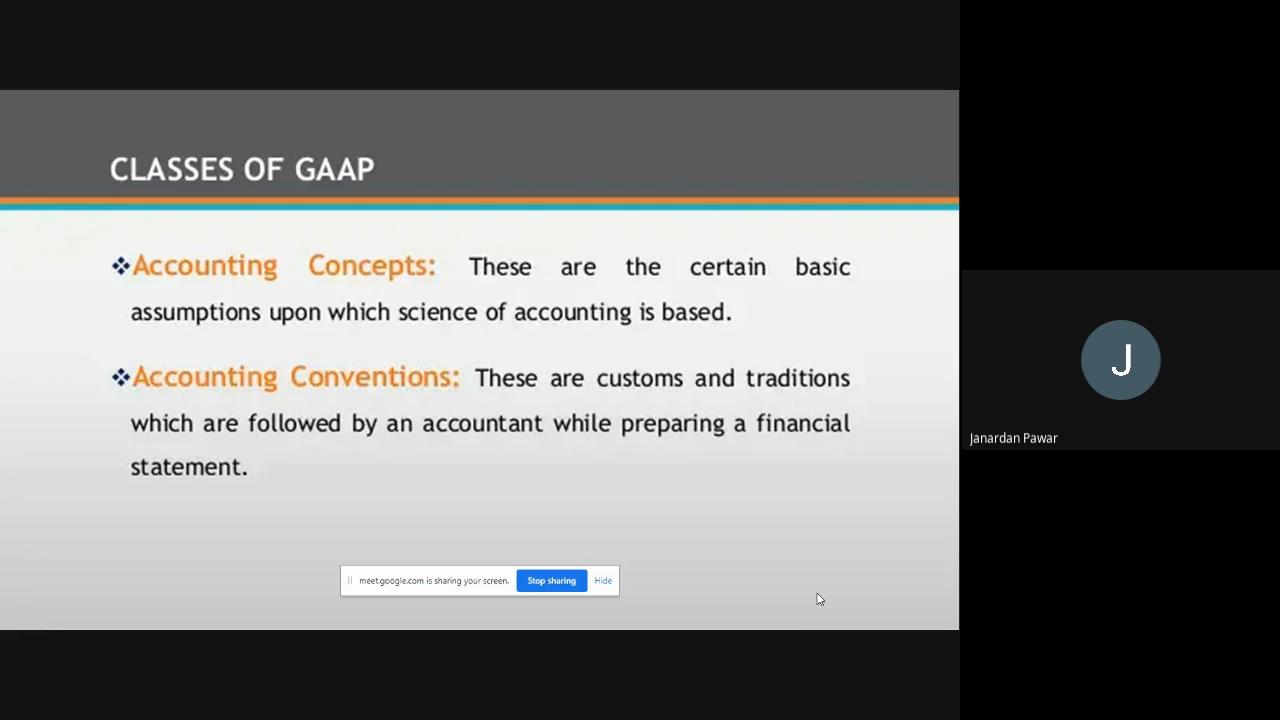 CLASSES OF GAAP
❖Accounting Concepts: These are the certain basic
assumptions upon which science of accounting is based.
❖Accounting Conventions: These are customs and traditions
which are followed by an accountant while preparing a financial
statement.
meet.google.com is sharing your screen. Stop sharing Hide
J
Janardan Pawar